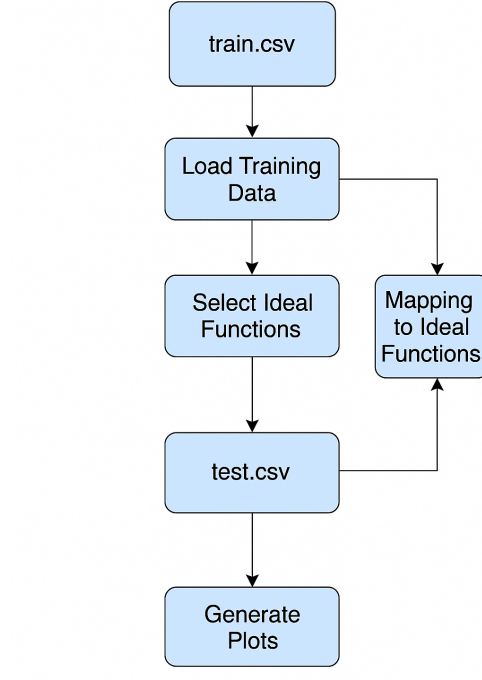 train.csv
Load Training
Data
Select Ideal
Functions
Mapping
to Ideal
Functions
test.csv
Generate
Plots